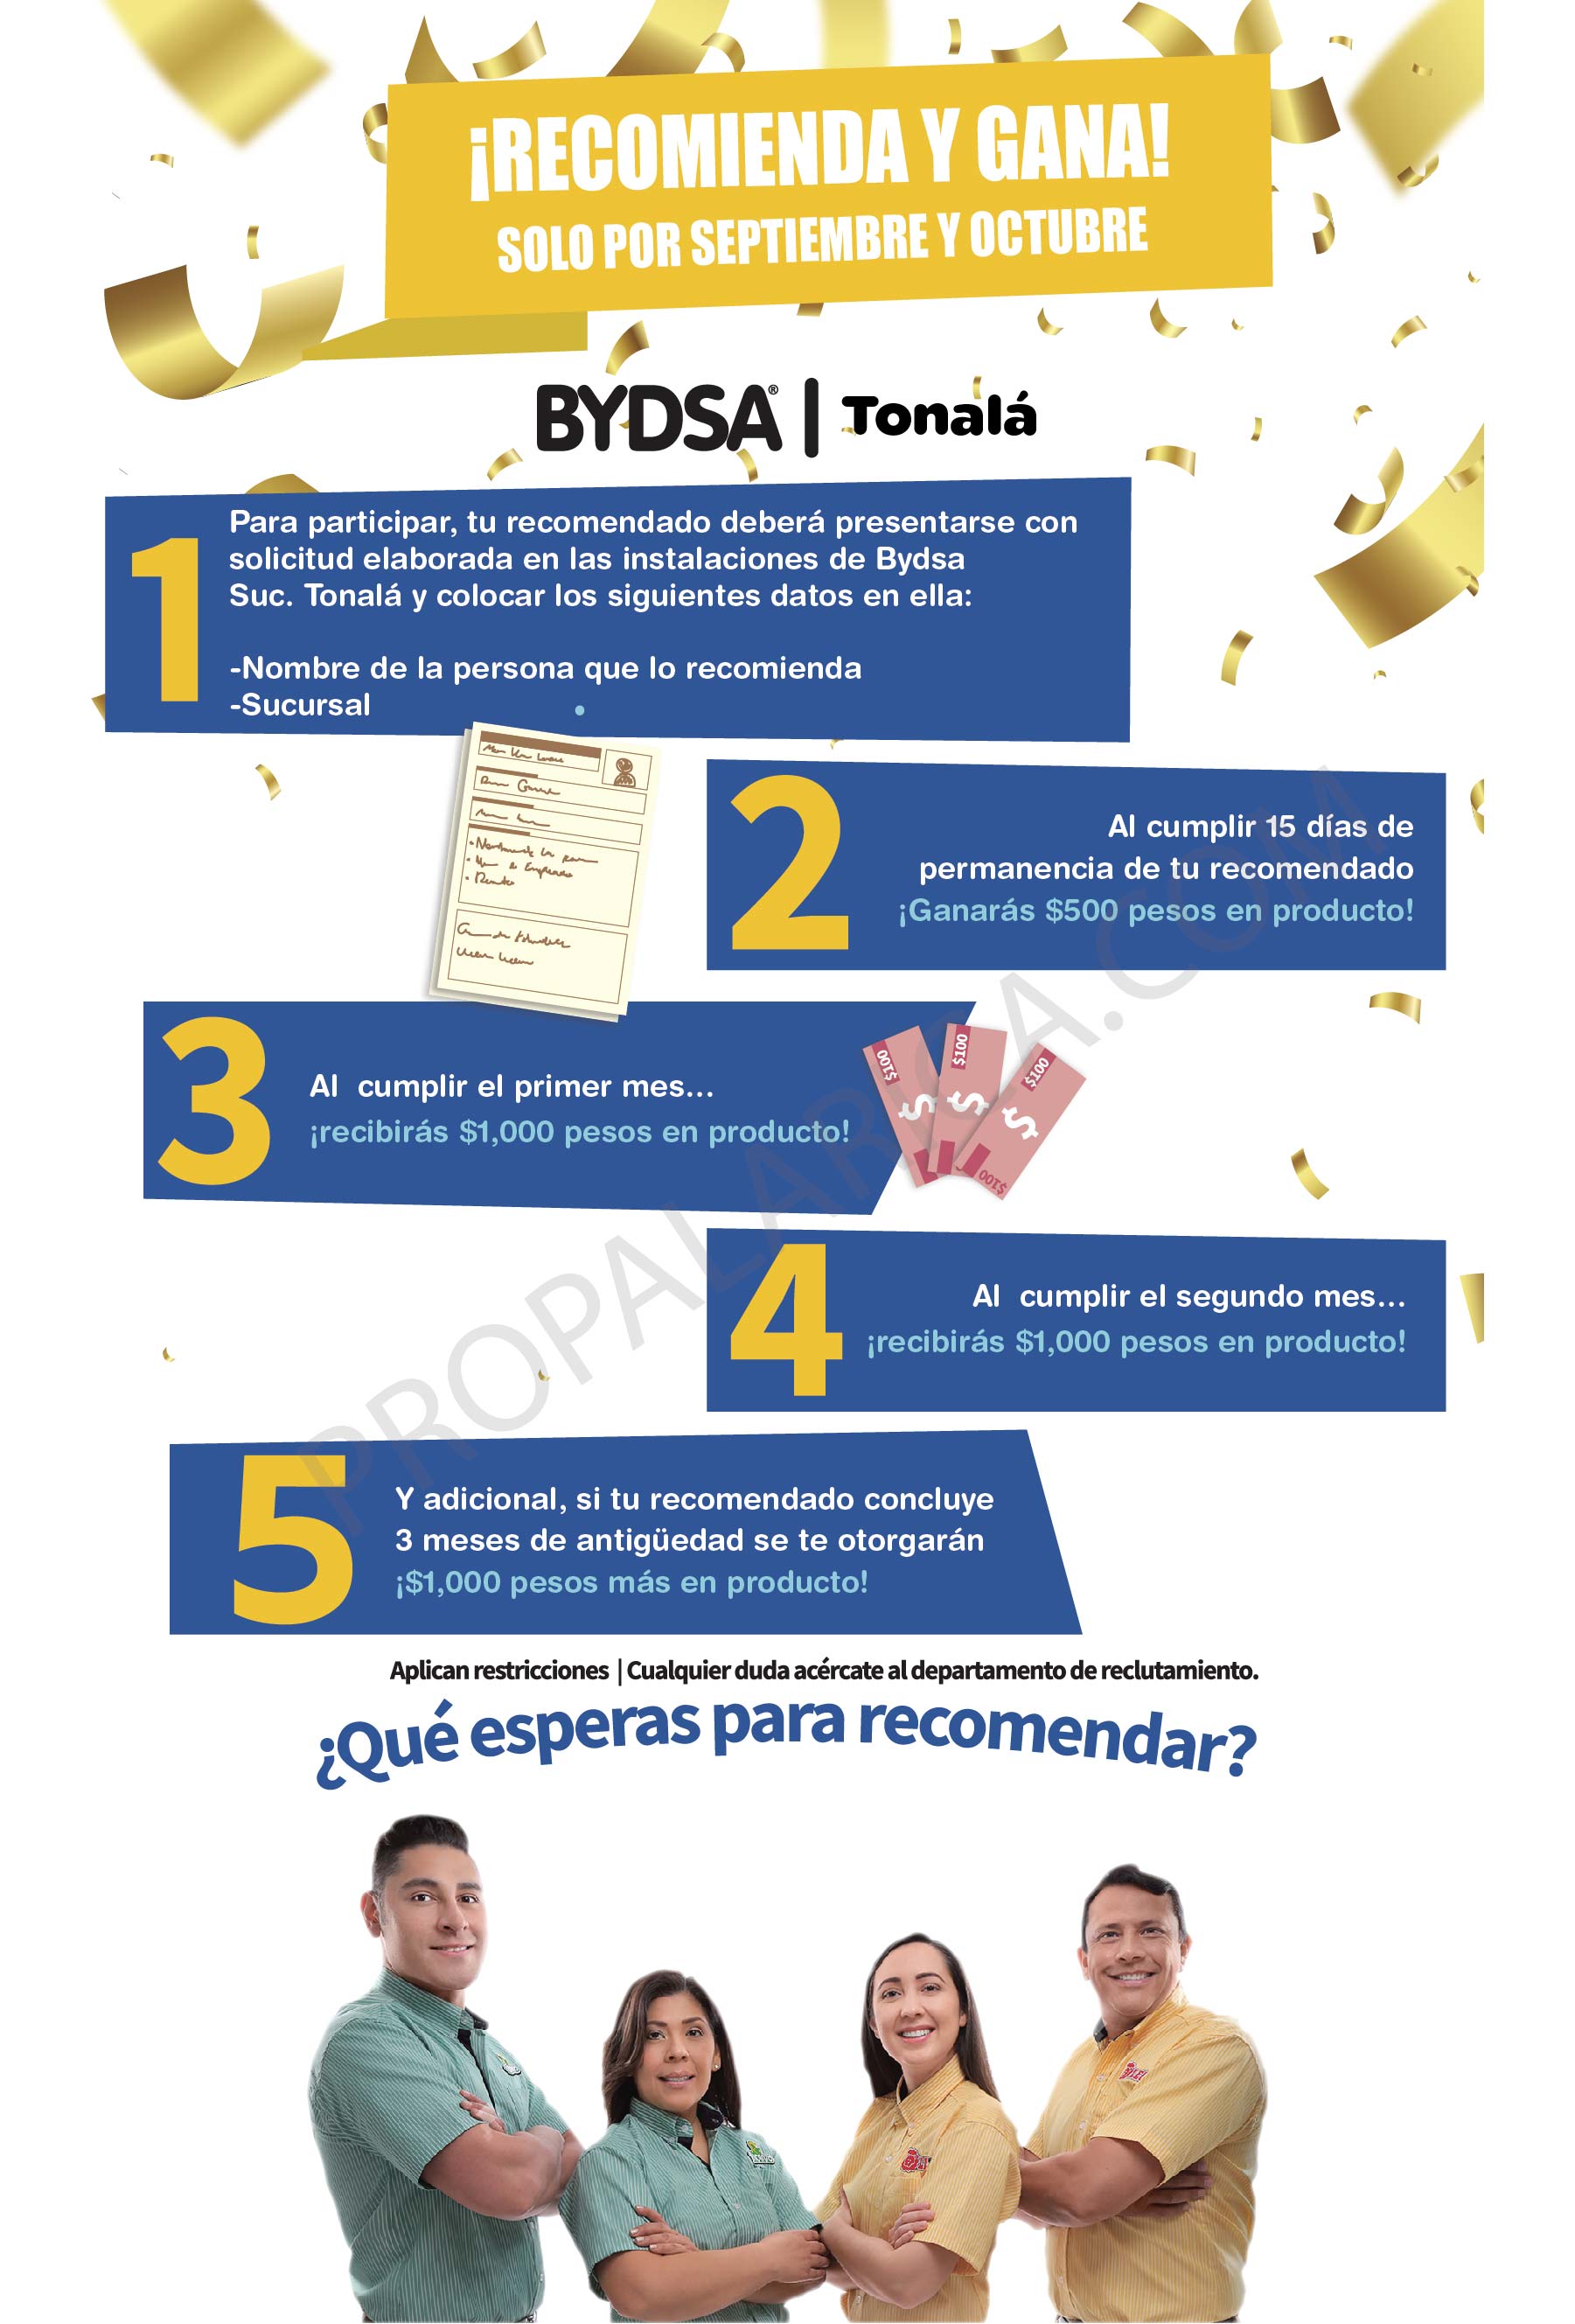 ¡RECOMIENDA Y GANA!
SOLO POR SEPTIEMBRE Y OCTUBRE
BYDSA® | Tonalá
1
Para participar, tu recomendado deberá presentarse con
solicitud elaborada en las instalaciones de Bydsa
Suc. Tonalá y colocar los siguientes datos en ella:
-Nombre de la persona que lo recomienda
-Sucursal
2
Al cumplir 15 días de
permanencia de tu recomendado
¡Ganarás $500 pesos en producto!
3
Al cumplir el primer mes...
¡recibirás $1,000 pesos en producto!
$100
$
$100
$
$100
$
$100
4
Al cumplir el segundo mes...
¡recibirás $1,000 pesos en producto!
5
Y adicional, si tu recomendado concluye
3 meses de antigüedad se te otorgarán
¡$1,000 pesos más en producto!
PROPALARGA.COM
Aplican restricciones | Cualquier duda acércate al departamento de reclutamiento.
¿Qué esperas para recomendar?